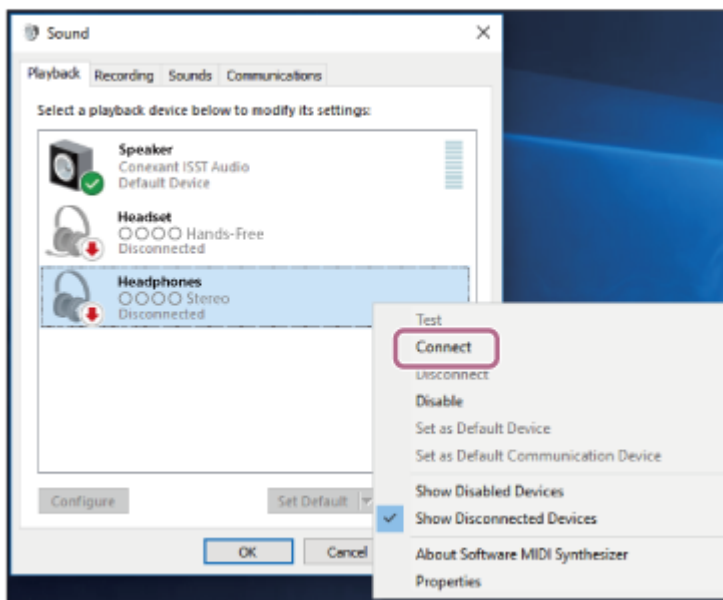 Sound
Playback Recording Sounds Communications
Select a playback device below to modify its settings:
Speaker
Conexant ISST Audio
Default Device
Headset
○○○○ Hands-Free
Disconnected
Headphones
○○○○ Stereo
Disconnected
Test
Connect
Disconnect
Disable
Set as Default Device
Set as Default Communication Device
Show Disabled Devices
Show Disconnected Devices
About Software MIDI Synthesizer
Properties
Configure Set Default
OK Cancel